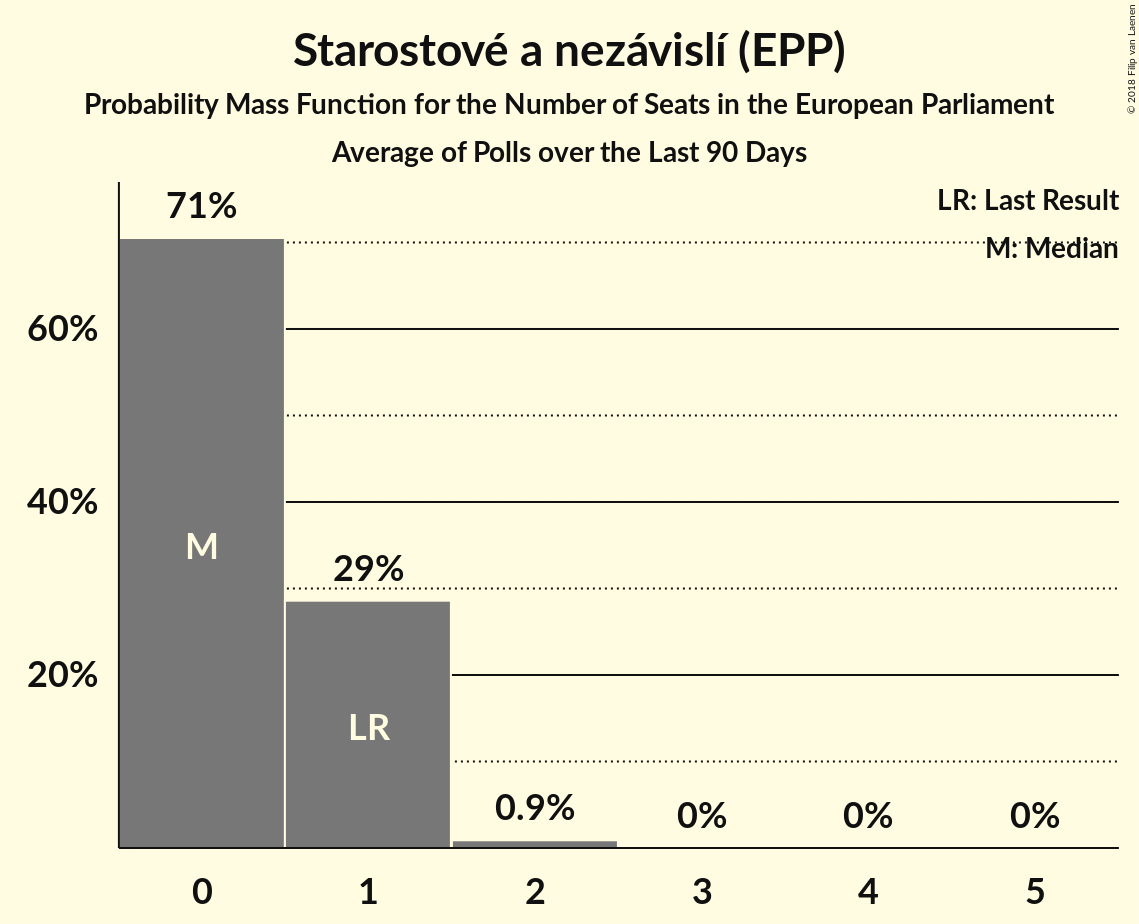 Starostové a nezávislí (EPP)
Probability Mass Function for the Number of Seats in the European Parliament
Average of Polls over the Last 90 Days
© 2018 Filip van Laenen
LR: Last Result
M: Median
71%
60%
40%
M
29%
20%
LR
0.9%
0%
0%
0%
0
1
2
3
4
5